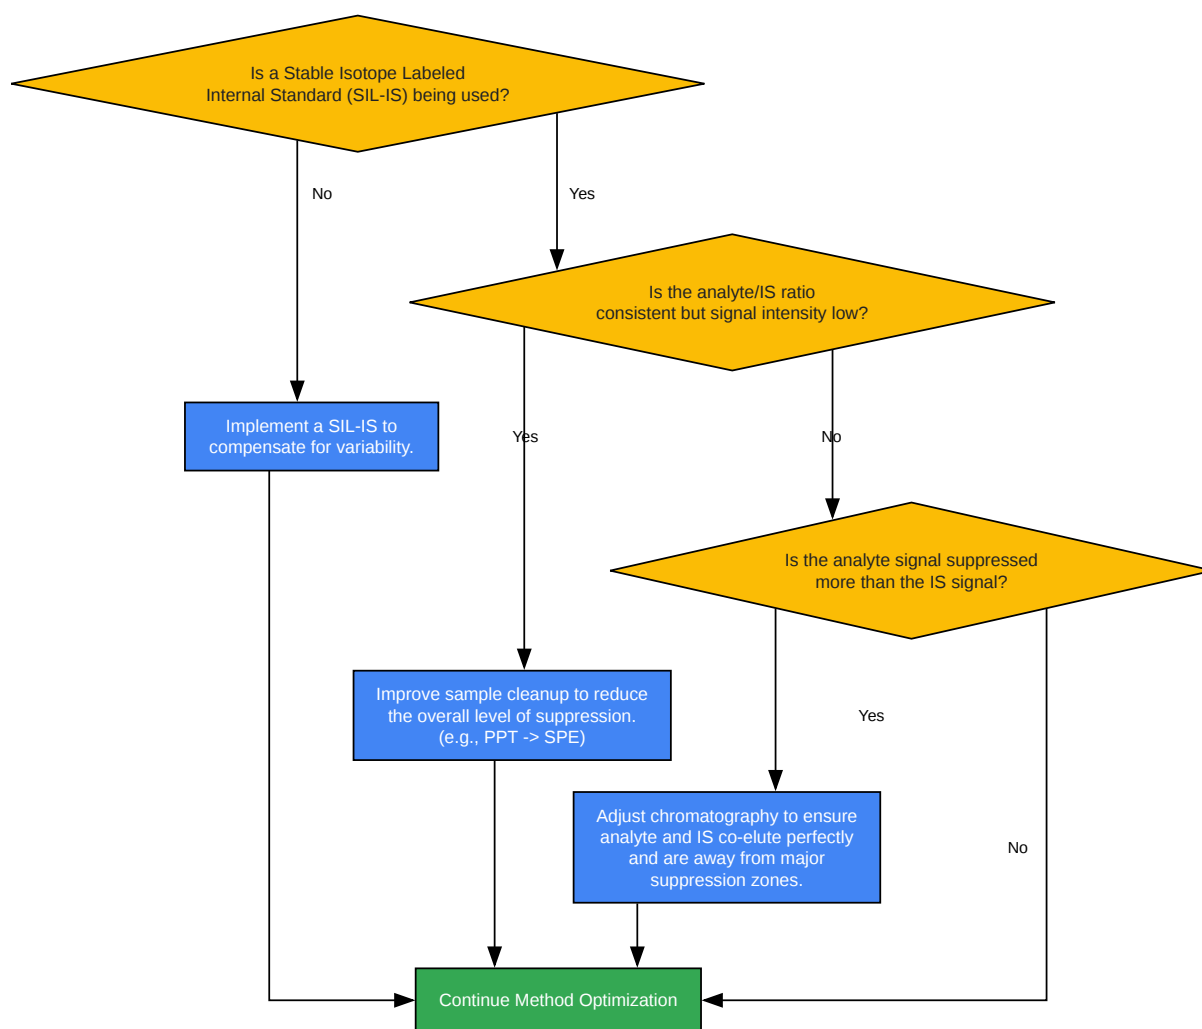 Is a Stable Isotope Labeled
Internal Standard (SIL-IS) being used?
No
Yes
Is the analyte/IS ratio
consistent but signal intensity low?
Implement a SIL-IS to
compensate for variability.
Yes
No
Is the analyte signal suppressed
more than the IS signal?
Improve sample cleanup to reduce
the overall level of suppression.
(e.g., PPT -> SPE)
Yes
Adjust chromatography to ensure
analyte and IS co-elute perfectly
and are away from major
suppression zones.
No
Continue Method Optimization